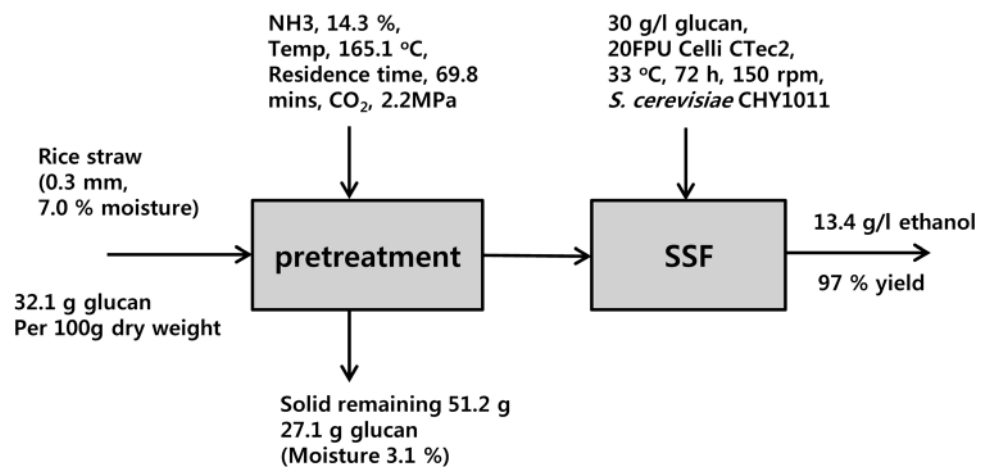 NH3, 14.3 %,
Temp, 165.1 ºC,
Residence time, 69.8
mins, CO2, 2.2MPa
30 g/l glucan,
20FPU Celli CTec2,
33 ºC, 72 h, 150 rpm,
S. cerevisiae CHY1011
Rice straw
(0.3 mm,
7.0 % moisture)
pretreatment
SSF
13.4 g/l ethanol
97 % yield
32.1 g glucan
Per 100g dry weight
Solid remaining 51.2 g
27.1 g glucan
(Moisture 3.1 %)